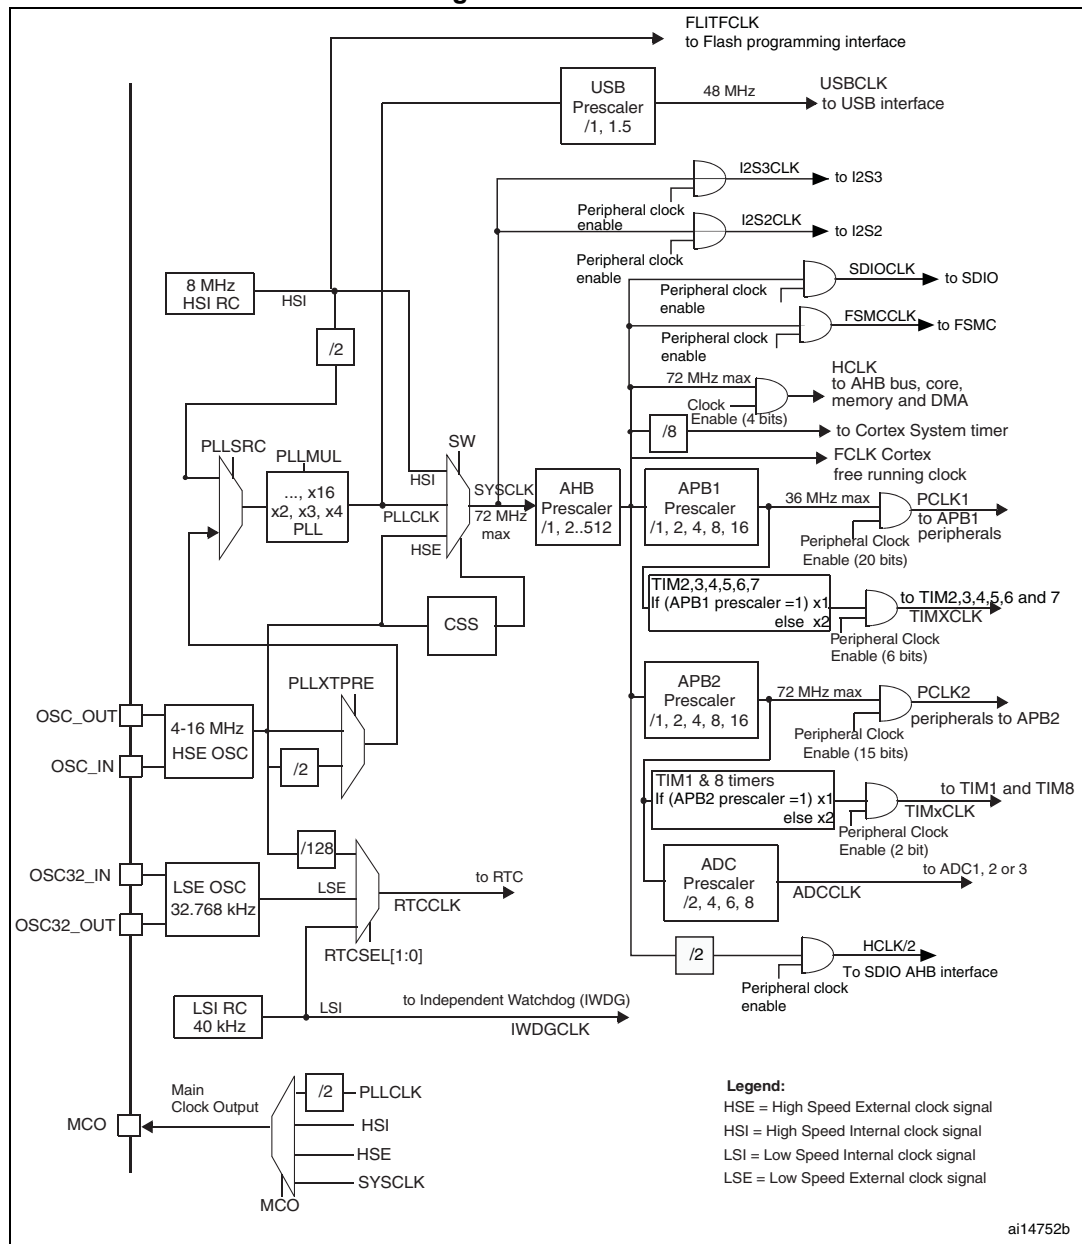 FLITFCLK
to Flash programming interface
USB
Prescaler
/1, 1.5
48 MHz
USBCLK
to USB interface
I2S3CLK
to I2S3
Peripheral clock
enable
I2S2CLK
to I2S2
Peripheral clock
enable
SDIOCLK
to SDIO
Peripheral clock
enable
FSMCCLK
to FSMC
Peripheral clock
enable
8 MHz
HSI RC
HSI
/2
72 MHz max
HCLK
to AHB bus, core,
memory and DMA
Clock
Enable (4 bits)
/8
to Cortex System timer
FCLK Cortex
free running clock
PLLSRC
PLLMUL
..., x16
x2, x3, x4
PLL
SW
HSI
PLLCLK
HSE
SYSCLK
72 MHz
max
AHB
Prescaler
/1, 2..512
APB1
Prescaler
/1, 2, 4, 8, 16
36 MHz max
PCLK1
to APB1
peripherals
Peripheral Clock
Enable (20 bits)
TIM2,3,4,5,6,7
If (APB1 prescaler =1) x1
else x2
to TIM2,3,4,5,6 and 7
TIMXCLK
Peripheral Clock
Enable (6 bits)
CSS
PLLXTPRE
OSC_OUT
OSC_IN
4-16 MHz
HSE OSC
/2
APB2
Prescaler
/1, 2, 4, 8, 16
72 MHz max
PCLK2
peripherals to APB2
Peripheral Clock
Enable (15 bits)
TIM1 & 8 timers
If (APB2 prescaler =1) x1
else x2
to TIM1 and TIM8
TIMxCLK
Peripheral Clock
Enable (2 bit)
/128
OSC32_IN
OSC32_OUT
LSE OSC
32.768 kHz
LSE
to RTC
RTCCLK
RTCSEL[1:0]
ADC
Prescaler
/2, 4, 6, 8
to ADC1, 2 or 3
ADCCLK
/2
HCLK/2
To SDIO AHB interface
Peripheral clock
enable
LSI RC
40 kHz
LSI
to Independent Watchdog (IWDG)
IWDGCLK
MCO
Main
Clock Output
/2
PLLCLK
HSI
HSE
SYSCLK
MCO
Legend:
HSE = High Speed External clock signal
HSI = High Speed Internal clock signal
LSI = Low Speed Internal clock signal
LSE = Low Speed External clock signal
ai14752b